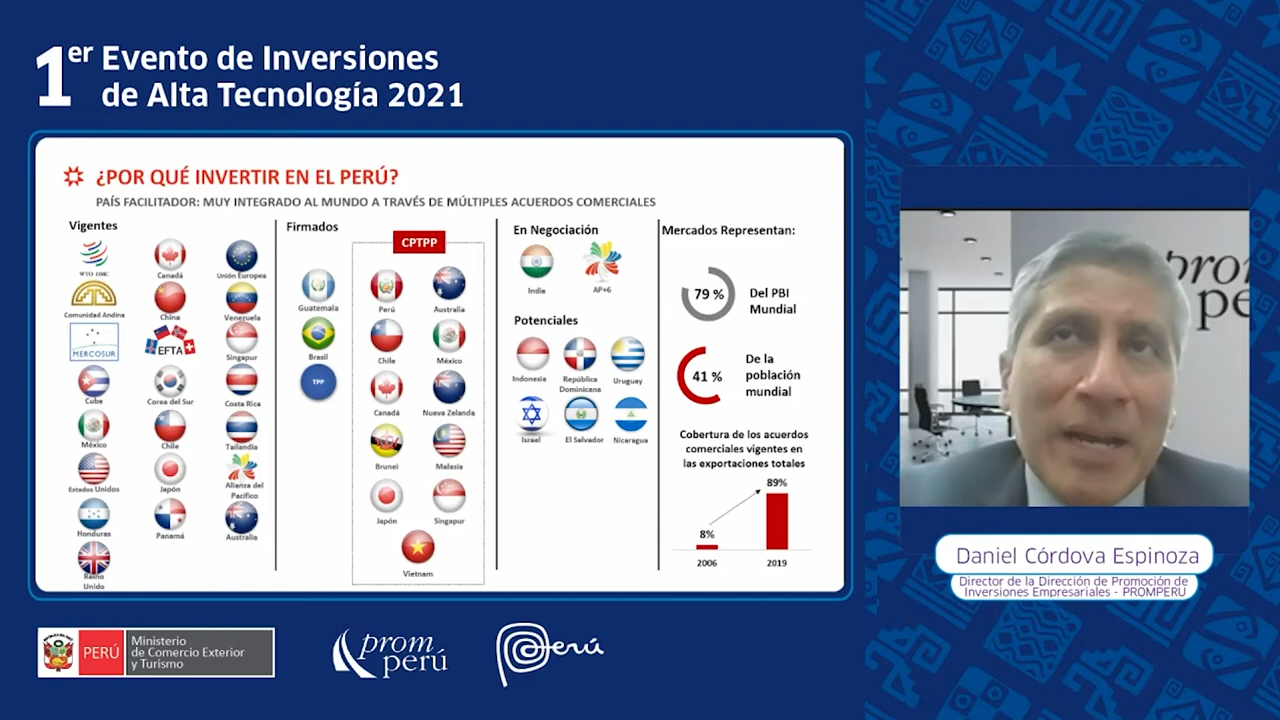 1er Evento de Inversiones
de Alta Tecnología 2021
¿POR QUÉ INVERTIR EN EL PERÚ?
PAÍS FACILITADOR: MUY INTEGRADO AL MUNDO A TRAVÉS DE MÚLTIPLES ACUERDOS COMERCIALES
Vigentes
WTO OMC
Canadá
Unión Europea
Comunidad Andina
China
Venezuela
MERCOSUR
EFTA
Singapur
Cuba
Corea del Sur
Costa Rica
México
Chile
Tailandia
Estados Unidos
Japón
Alianza del
Pacífico
Honduras
Panamá
Australia
Reino
Unido
Firmados
CPTPP
Guatemala
Brasil
TPP
Perú
Australia
Chile
México
Canadá
Nueva Zelanda
Brunei
Malasia
Japón
Singapur
Vietnam
En Negociación
India
AP+6
Potenciales
Indonesia
República
Dominicana
Uruguay
Israel
El Salvador
Nicaragua
Mercados Representan:
79 %
Del PBI
Mundial
41 %
De la
población
mundial
Cobertura de los acuerdos
comerciales vigentes en
las exportaciones totales
89%
8%
2006
2019
prom
pe
Daniel Córdova Espinoza
Director de la Dirección de Promoción de
Inversiones Empresariales - PROMPERÚ
PERÚ
Ministerio
de Comercio Exterior
y Turismo
prom
perú
Perú